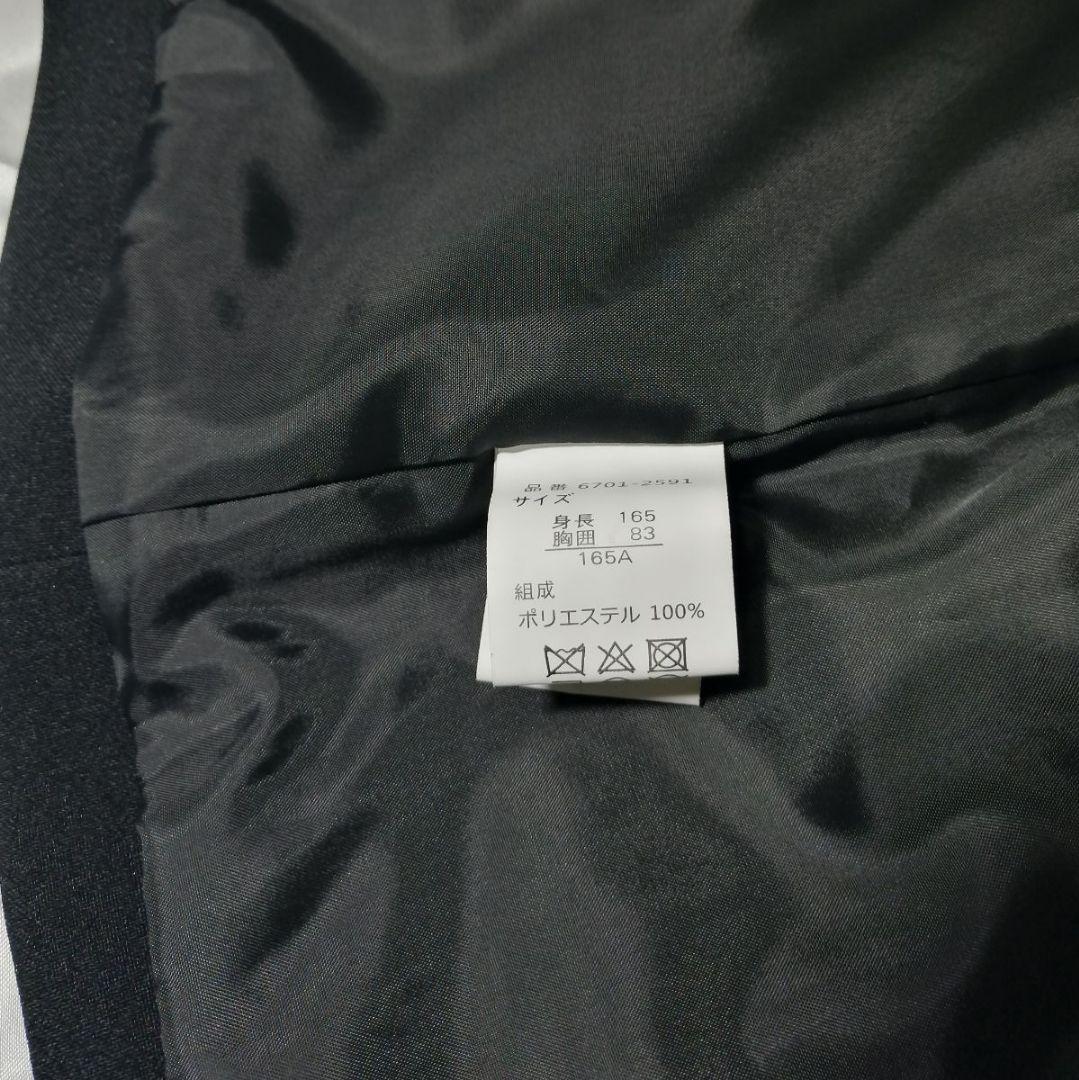 品番 6701-2591
サイズ
身長 165
胸囲 83
165A
組成
ポリエステル 100%